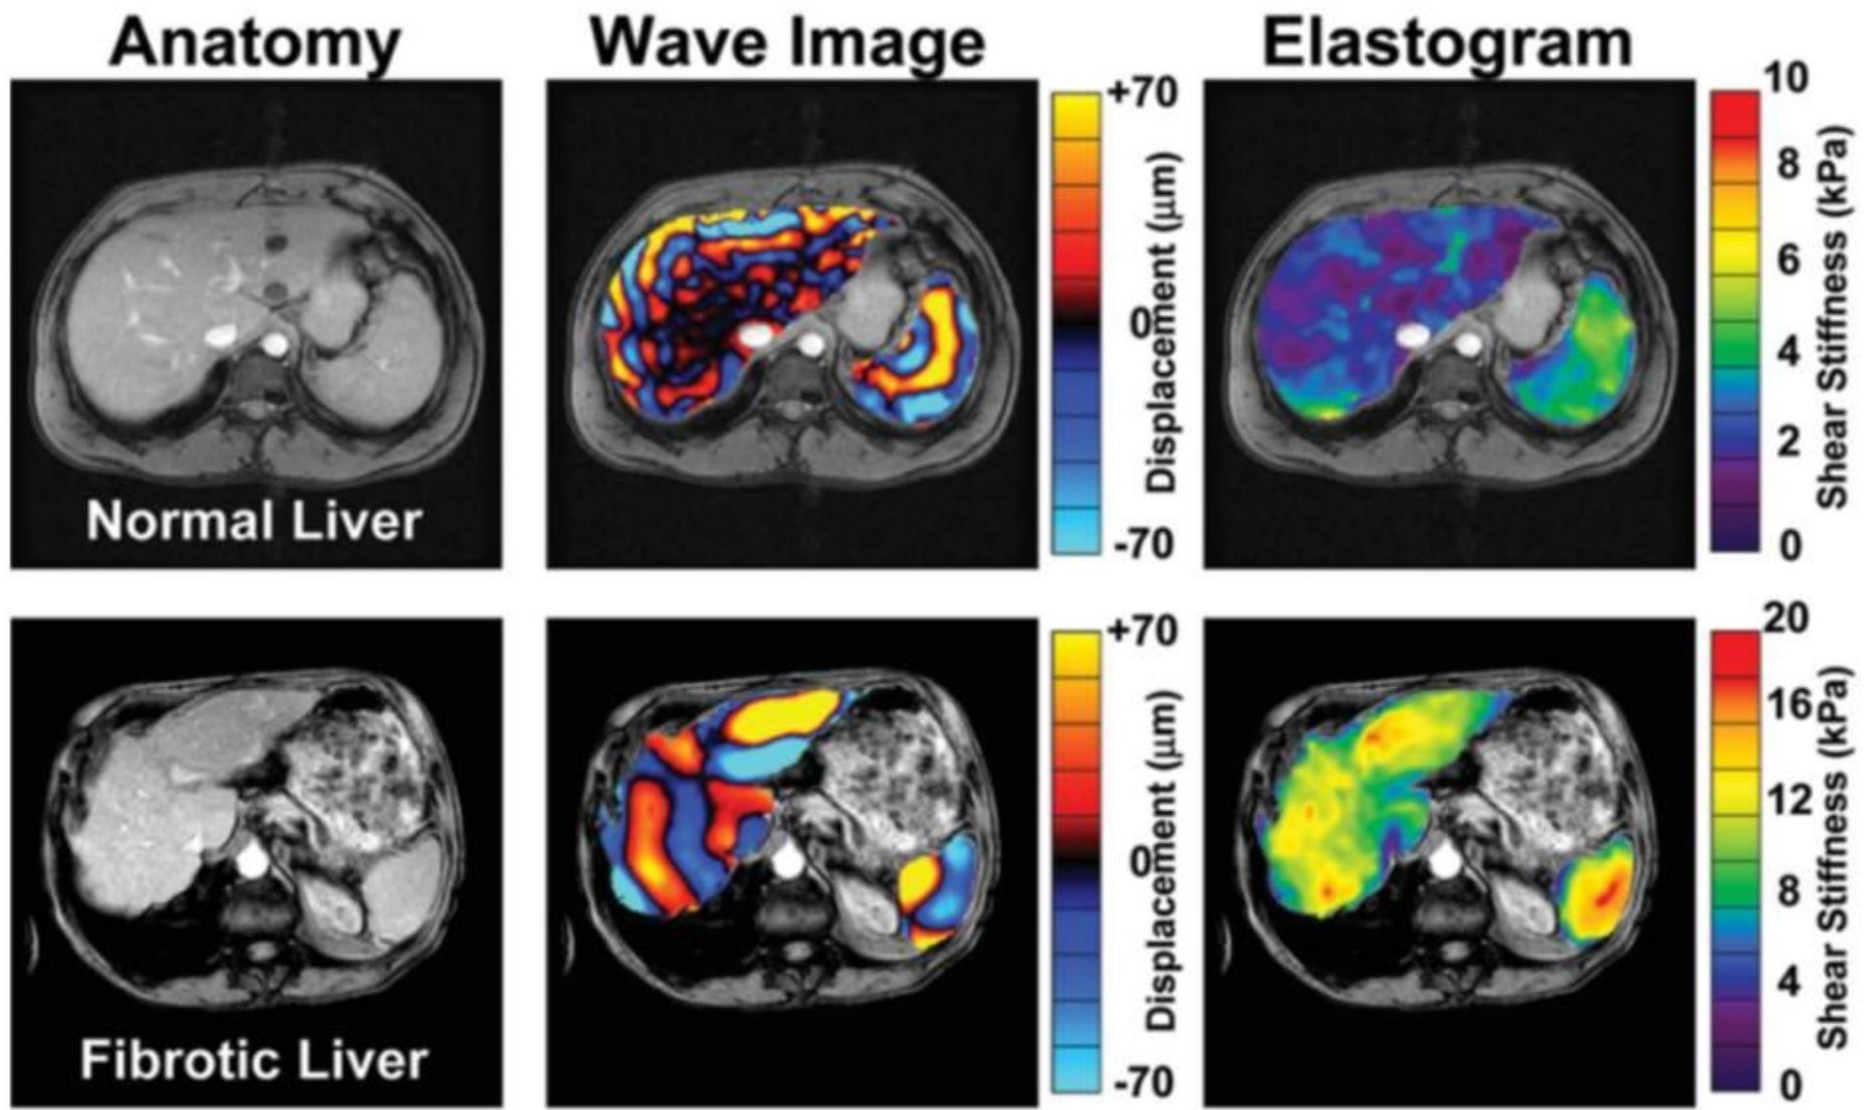 Anatomy
Wave Image
Elastogram
Normal Liver
+70
0
-70
Displacement (μm)
10
8
6
4
2
0
Shear Stiffness (kPa)
Fibrotic Liver
+70
0
-70
Displacement (μm)
20
16
12
8
4
0
Shear Stiffness (kPa)